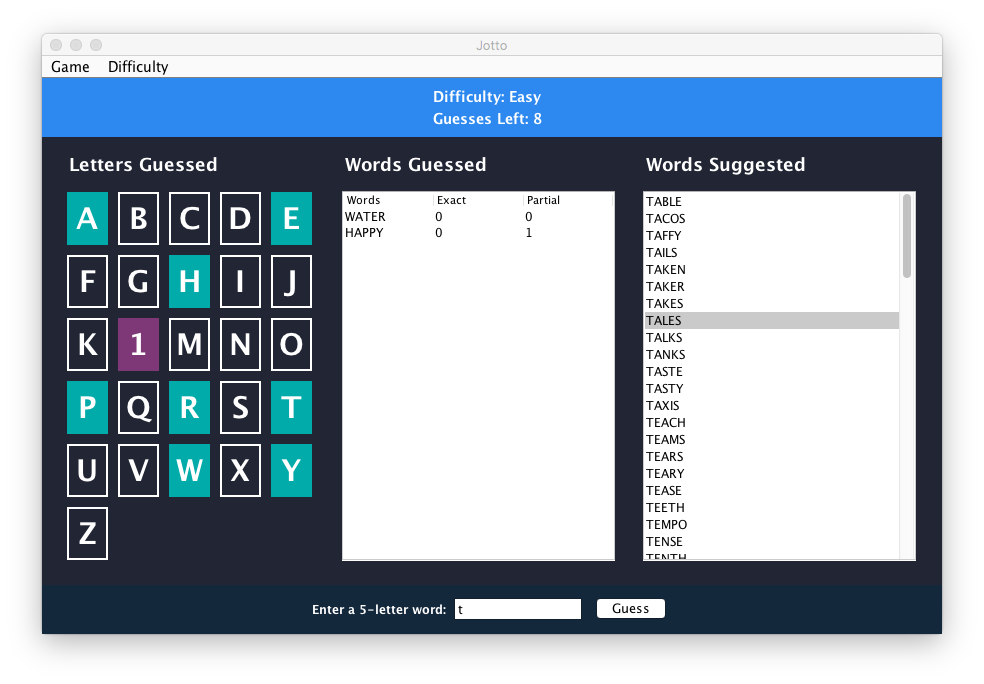 Jotto
Game Difficulty
Difficulty: Easy
Guesses Left: 8
Letters Guessed
A B C D E
F G H I J
K 1 M N O
P Q R S T
U V W X Y
Z
Words Guessed
Words Exact Partial
WATER 0 0
HAPPY 0 1
Words Suggested
TABLE
TACOS
TAFFY
TAILS
TAKEN
TAKER
TAKES
TALES
TALKS
TANKS
TASTE
TASTY
TAXIS
TEACH
TEAMS
TEARS
TEARY
TEASE
TEETH
TEMPO
TENSE
TENTH
Enter a 5-letter word: t Guess